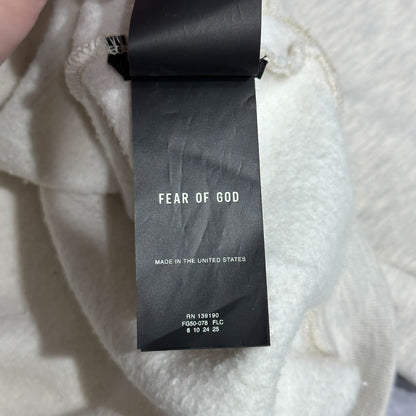 FEAR OF GOD
MADE IN THE UNITED STATES
RN 139190
FG50-078 FLC
6 10 24 25